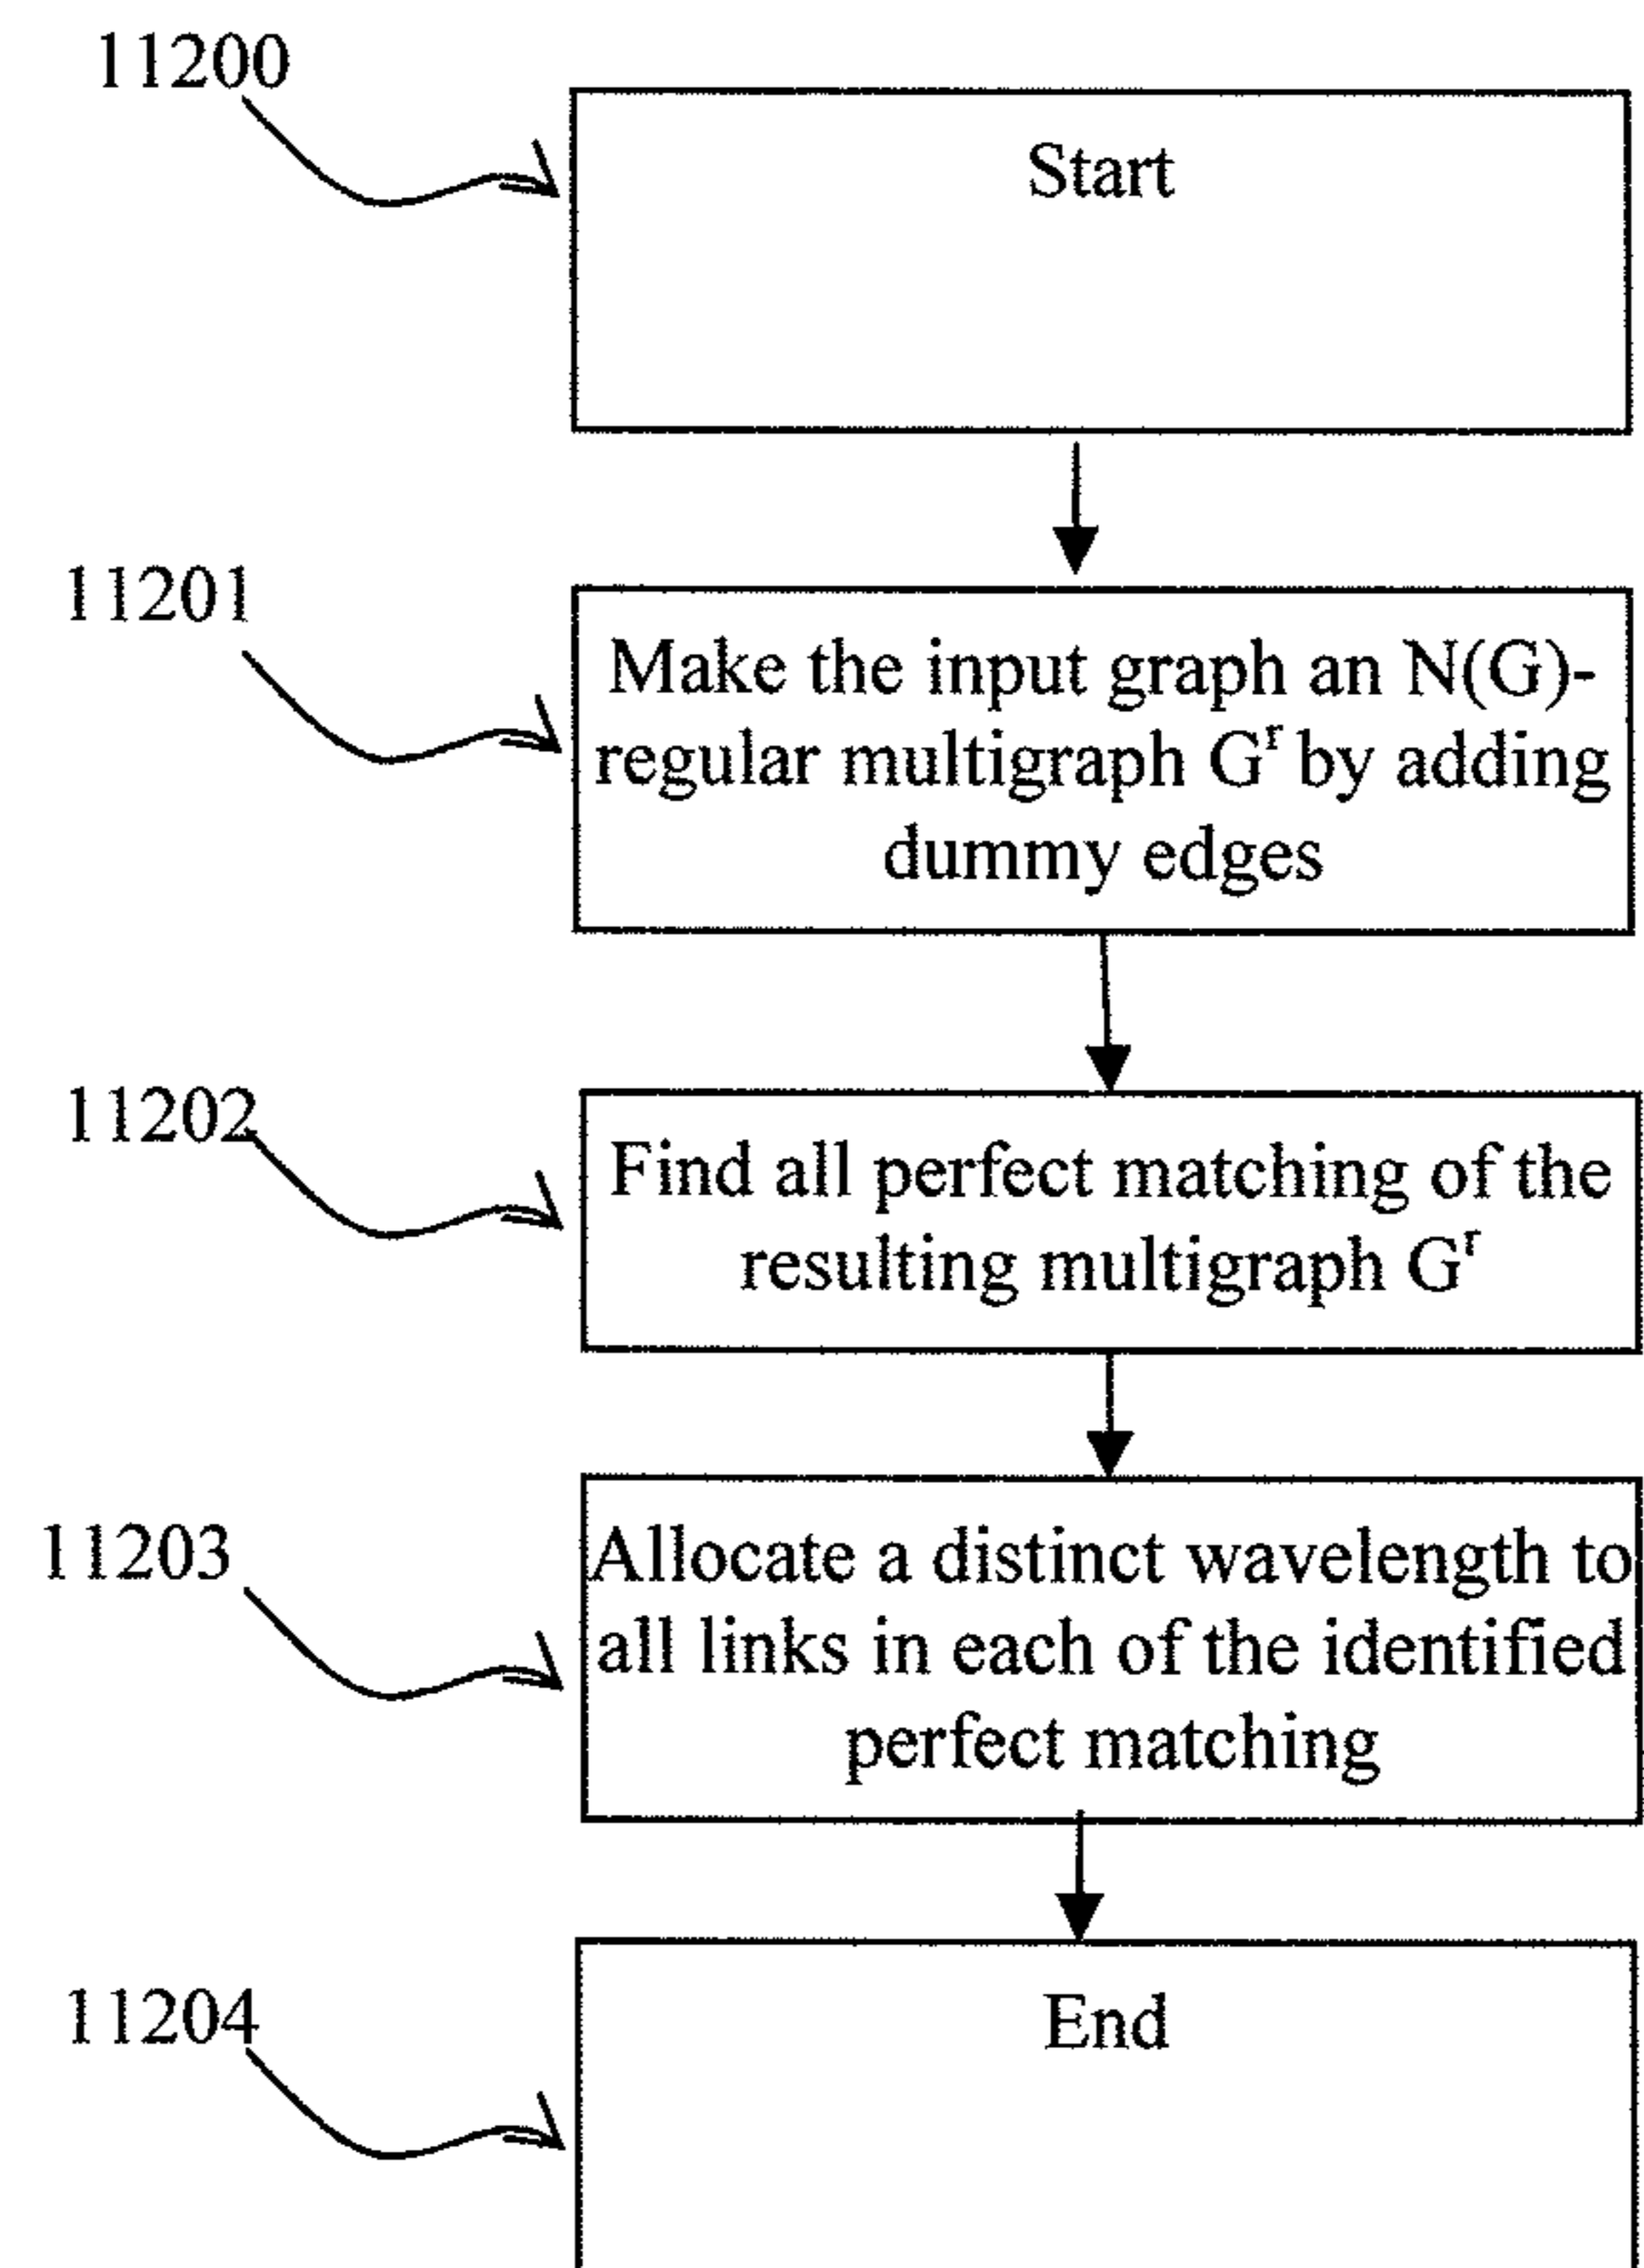 11200
Start
11201
Make the input graph an N(G)-
regular multigraph Gʳ by adding
dummy edges
11202
Find all perfect matching of the
resulting multigraph Gʳ
11203
Allocate a distinct wavelength to
all links in each of the identified
perfect matching
11204
End